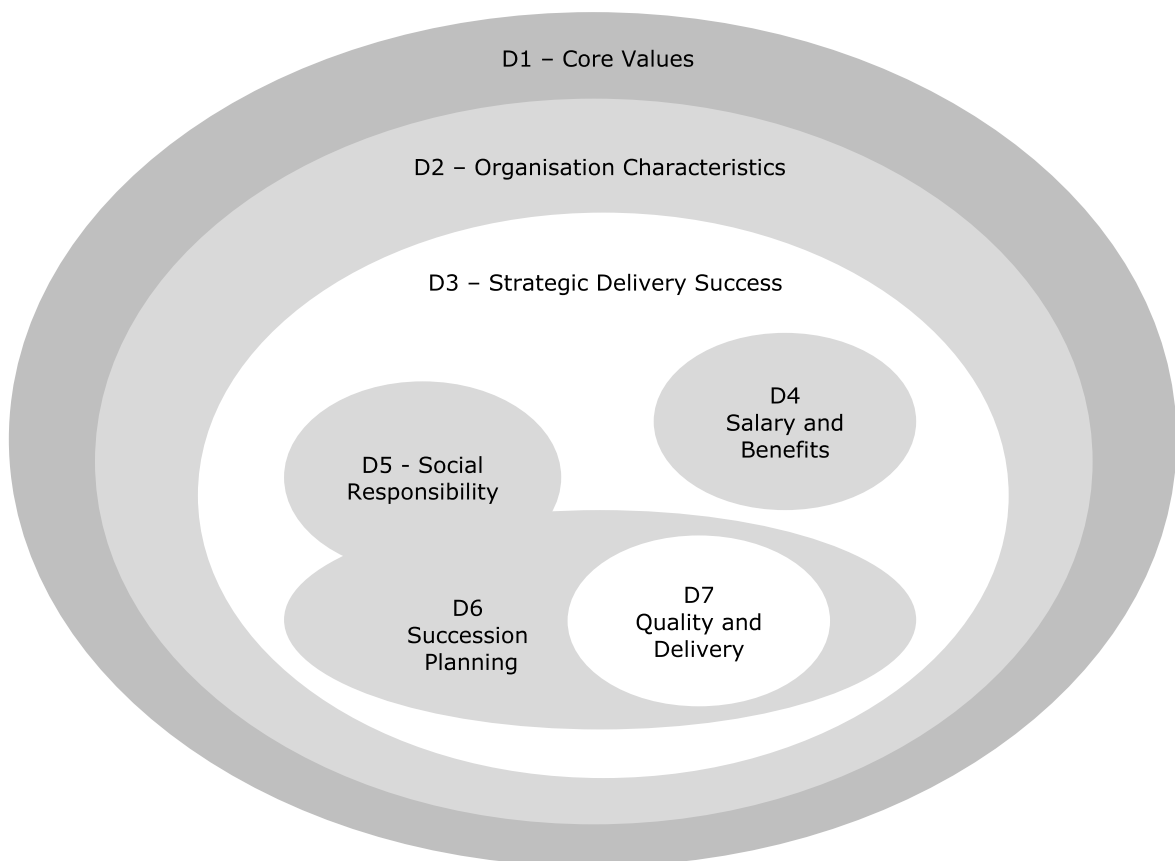 D1 – Core Values
D2 – Organisation Characteristics
D3 – Strategic Delivery Success
D4
Salary and
Benefits
D5 - Social
Responsibility
D6
Succession
Planning
D7
Quality and
Delivery